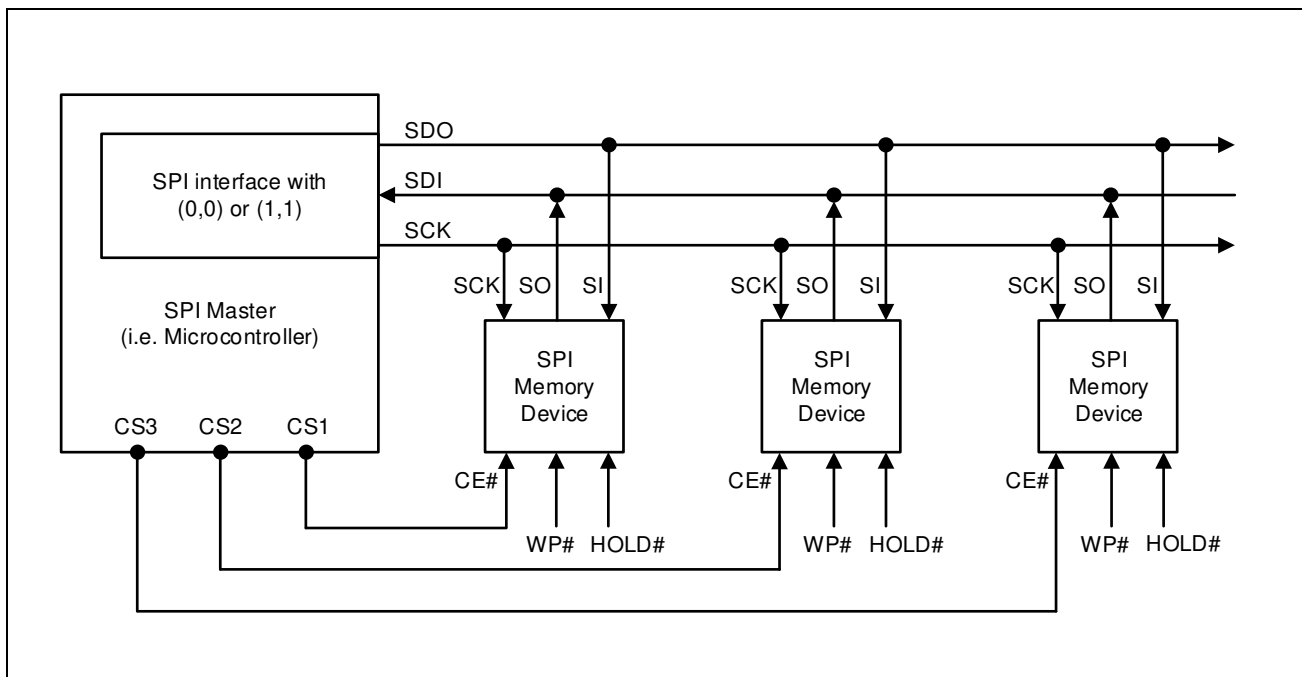 SDO
SDI
SCK
SPI interface with
(0,0) or (1,1)
SPI Master
(i.e. Microcontroller)
CS3 CS2 CS1
SCK SO SI
SPI
Memory
Device
CE#
WP# HOLD#
SCK SO SI
SPI
Memory
Device
CE#
WP# HOLD#
SCK SO SI
SPI
Memory
Device
CE#
WP# HOLD#